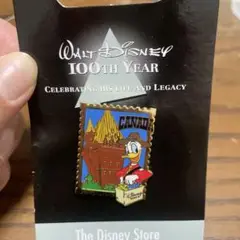 WALT DISNEY
100TH YEAR
CELEBRATING HIS LIFE AND LEGACY
CANADA
The Disney Store